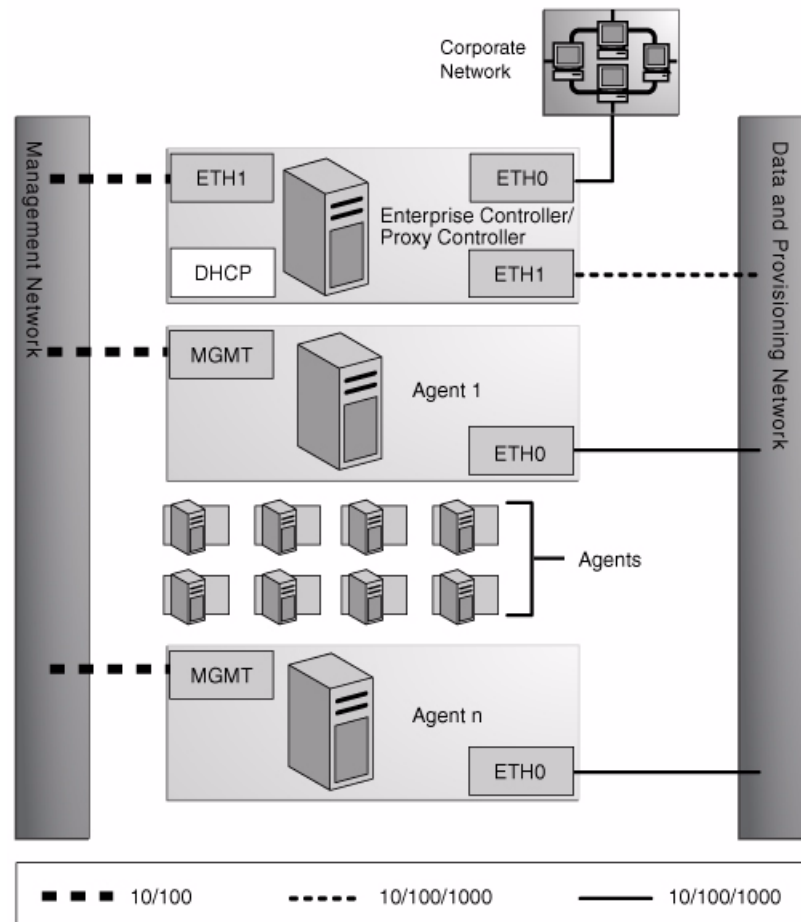 Corporate
Network
Management Network
Data and Provisioning Network
ETH1
ETH0
Enterprise Controller/
Proxy Controller
DHCP
ETH1
MGMT
Agent 1
ETH0
Agents
MGMT
Agent n
ETH0
10/100
10/100/1000
10/100/1000